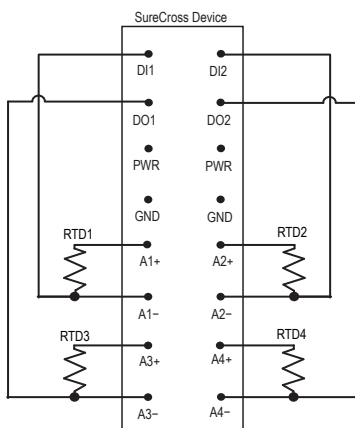 SureCross Device
DI1 DI2
DO1 DO2
PWR PWR
GND GND
RTD1 RTD2
A1+ A2+
A1− A2−
RTD3 RTD4
A3+ A4+
A3− A4−